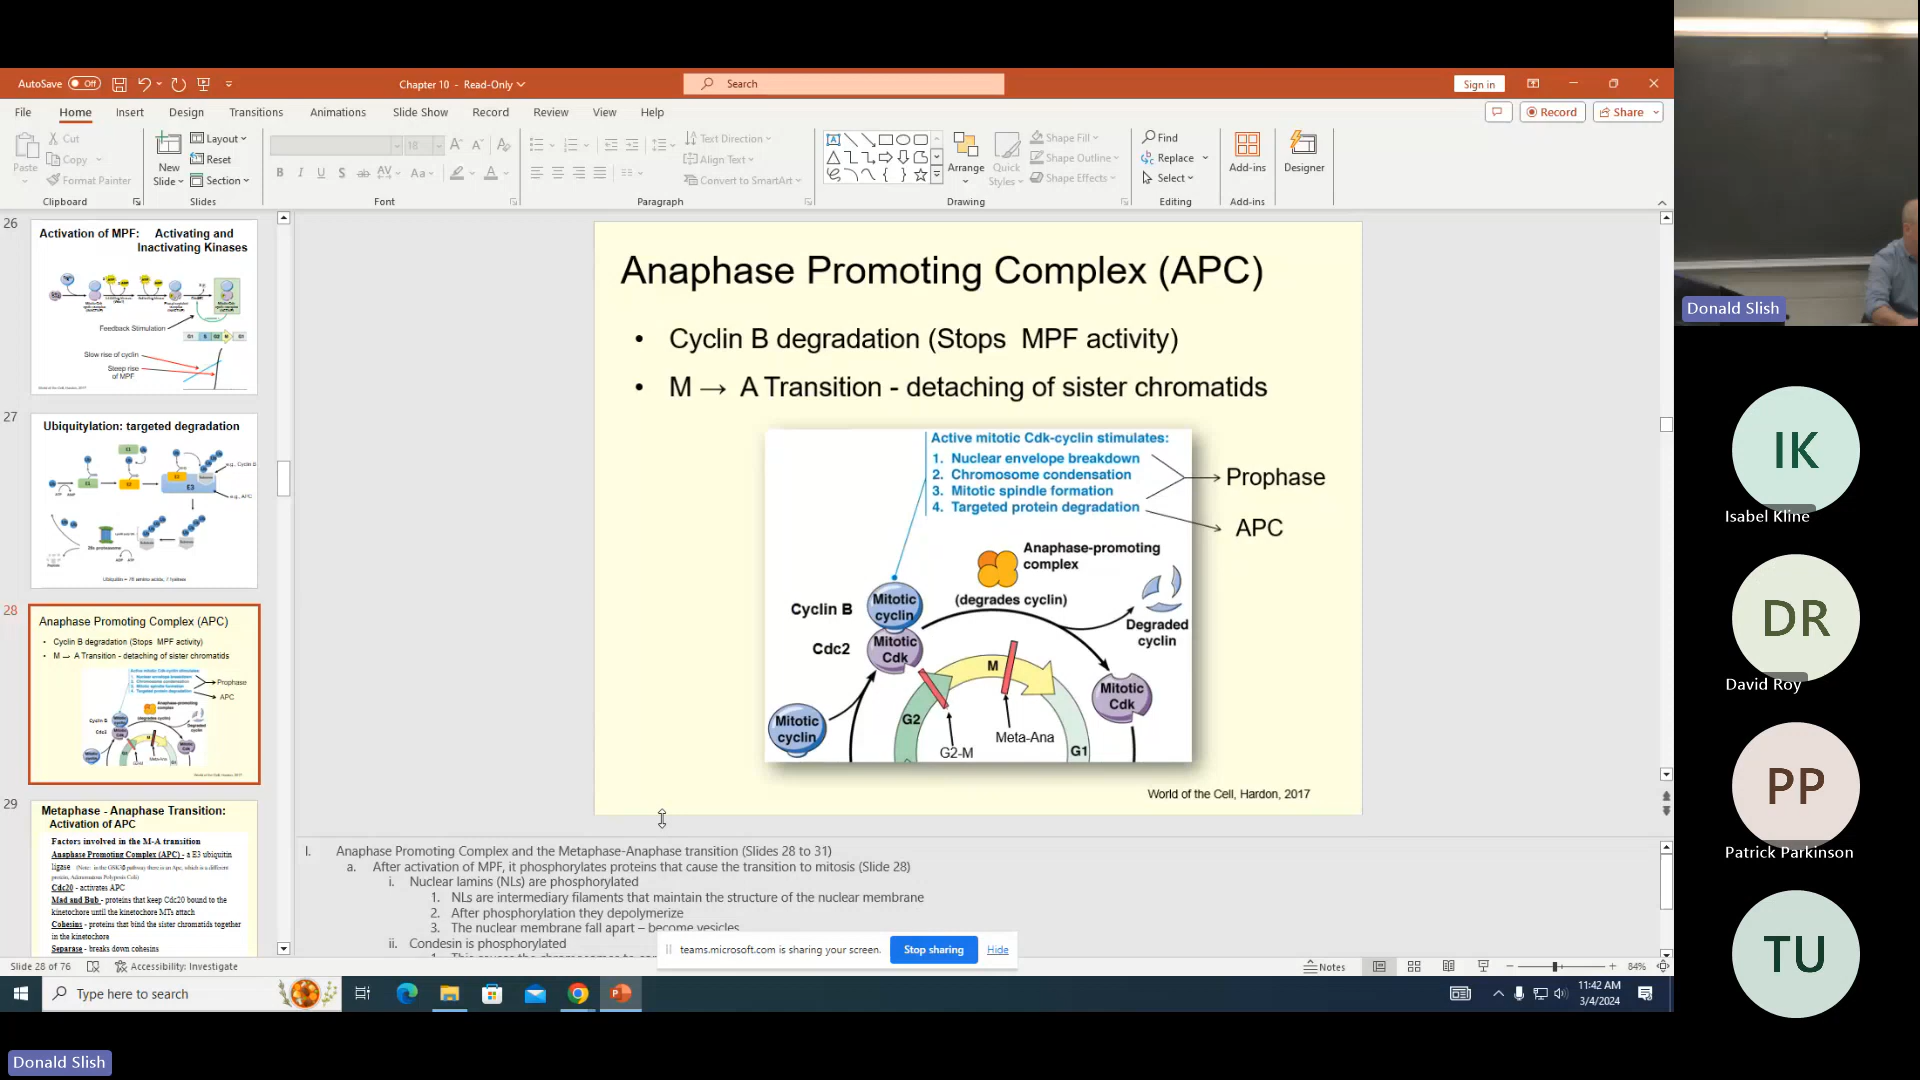 AutoSave Off
Chapter 10 - Read-Only
Search
Sign in
File Home Insert Design Transitions Animations Slide Show Record Review View Help
Record
Share
Paste
Cut
Copy
Format Painter
Clipboard
New Slide
Layout
Reset
Section
Slides
18
Font
Text Direction
Align Text
Convert to SmartArt
Paragraph
Arrange
Quick Styles
Shape Fill
Shape Outline
Shape Effects
Drawing
Find
Replace
Select
Editing
Add-ins
Add-ins
Designer
26
Activation of MPF: Activating and
Inactivating Kinases
Feedback Stimulation
G1 S G2 M G1
Slow rise of cyclin
Steep rise
of MPF
27
Ubiquitylation: targeted degradation
E3
28
Anaphase Promoting Complex (APC)
• Cyclin B degradation (Stops MPF activity)
• M → A Transition - detaching of sister chromatids
Prophase
APC
29
Metaphase - Anaphase Transition:
Activation of APC
Factors involved in the M-A transition
Anaphase Promoting Complex (APC) - a E3 ubiquitin
ligase
Cdc20 - activates APC
Mad and Bub - proteins that keep Cdc20 bound to the
kinetochore until the kinetochore MTs attach
Cohesins - proteins that bind the sister chromatids together
in the kinetochore
Separase - breaks down cohesins
Anaphase Promoting Complex (APC)
• Cyclin B degradation (Stops MPF activity)
• M → A Transition - detaching of sister chromatids
Active mitotic Cdk-cyclin stimulates:
1. Nuclear envelope breakdown
2. Chromosome condensation
3. Mitotic spindle formation
4. Targeted protein degradation
Prophase
APC
Anaphase-promoting
complex
(degrades cyclin)
Cyclin B
Mitotic
cyclin
Cdc2
Mitotic
Cdk
Degraded
cyclin
M
Mitotic
Cdk
Mitotic
cyclin
G2
G2-M
Meta-Ana
G1
World of the Cell, Hardon, 2017
I. Anaphase Promoting Complex and the Metaphase-Anaphase transition (Slides 28 to 31)
a. After activation of MPF, it phosphorylates proteins that cause the transition to mitosis (Slide 28)
i. Nuclear lamins (NLs) are phosphorylated
1. NLs are intermediary filaments that maintain the structure of the nuclear membrane
2. After phosphorylation they depolymerize
3. The nuclear membrane fall apart – become vesicles
ii. Condesin is phosphorylated
teams.microsoft.com is sharing your screen.
Stop sharing
Hide
Slide 28 of 76
Accessibility: Investigate
Notes
84%
Type here to search
11:42 AM
3/4/2024
Donald Slish
IK
Isabel Kline
DR
David Roy
PP
Patrick Parkinson
TU
Donald Slish